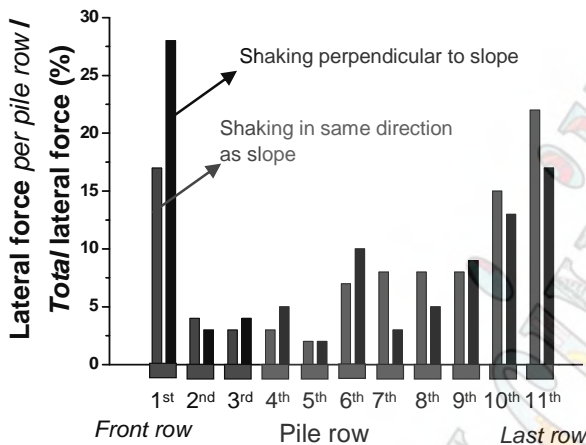 Lateral force per pile row /
Total lateral force (%)
30
25
20
15
10
5
0
Shaking perpendicular to slope
Shaking in same direction
as slope
1st 2nd 3rd 4th 5th 6th 7th 8th 9th 10th 11th
Front row Pile row Last row